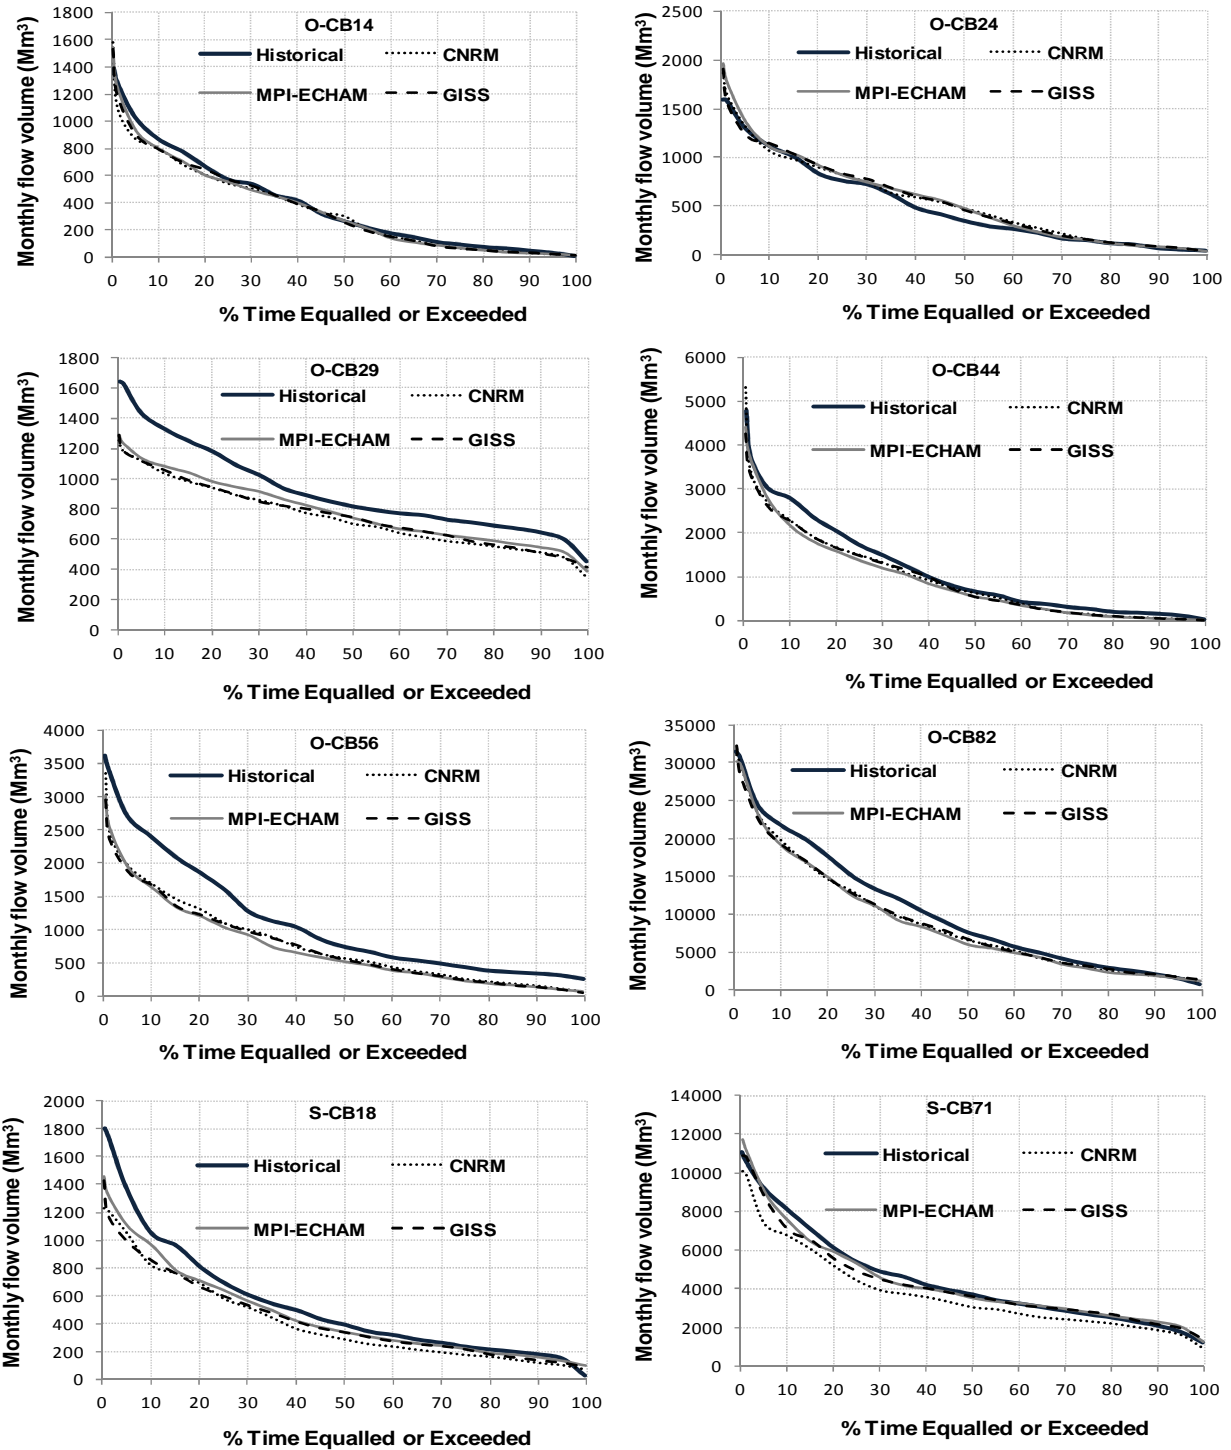 O-CB14
Monthly flow volume (Mm³)
1800
1600
1400
1200
1000
800
600
400
200
0
Historical CNRM
MPI-ECHAM GISS
0 10 20 30 40 50 60 70 80 90 100
% Time Equalled or Exceeded
O-CB24
Monthly flow volume (Mm³)
2500
2000
1500
1000
500
0
Historical CNRM
MPI-ECHAM GISS
0 10 20 30 40 50 60 70 80 90 100
% Time Equalled or Exceeded
O-CB29
Monthly flow volume (Mm³)
1800
1600
1400
1200
1000
800
600
400
200
0
Historical CNRM
MPI-ECHAM GISS
0 10 20 30 40 50 60 70 80 90 100
% Time Equalled or Exceeded
O-CB44
Monthly flow volume (Mm³)
6000
5000
4000
3000
2000
1000
0
Historical CNRM
MPI-ECHAM GISS
0 10 20 30 40 50 60 70 80 90 100
% Time Equalled or Exceeded
O-CB56
Monthly flow volume (Mm³)
4000
3500
3000
2500
2000
1500
1000
500
0
Historical CNRM
MPI-ECHAM GISS
0 10 20 30 40 50 60 70 80 90 100
% Time Equalled or Exceeded
O-CB82
Monthly flow volume (Mm³)
35000
30000
25000
20000
15000
10000
5000
0
Historical CNRM
MPI-ECHAM GISS
0 10 20 30 40 50 60 70 80 90 100
% Time Equalled or Exceeded
S-CB18
Monthly flow volume (Mm³)
2000
1800
1600
1400
1200
1000
800
600
400
200
0
Historical CNRM
MPI-ECHAM GISS
0 10 20 30 40 50 60 70 80 90 100
% Time Equalled or Exceeded
S-CB71
Monthly flow volume (Mm³)
14000
12000
10000
8000
6000
4000
2000
0
Historical CNRM
MPI-ECHAM GISS
0 10 20 30 40 50 60 70 80 90 100
% Time Equalled or Exceeded